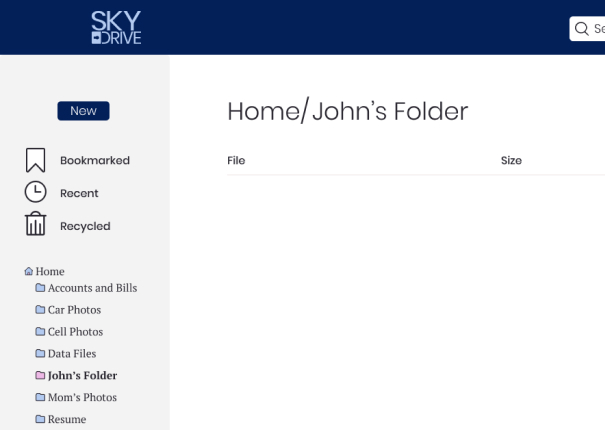 SKY
DRIVE
New
Home/John's Folder
File Size
Bookmarked
Recent
Recycled
Home
Accounts and Bills
Car Photos
Cell Photos
Data Files
John's Folder
Mom's Photos
Resume